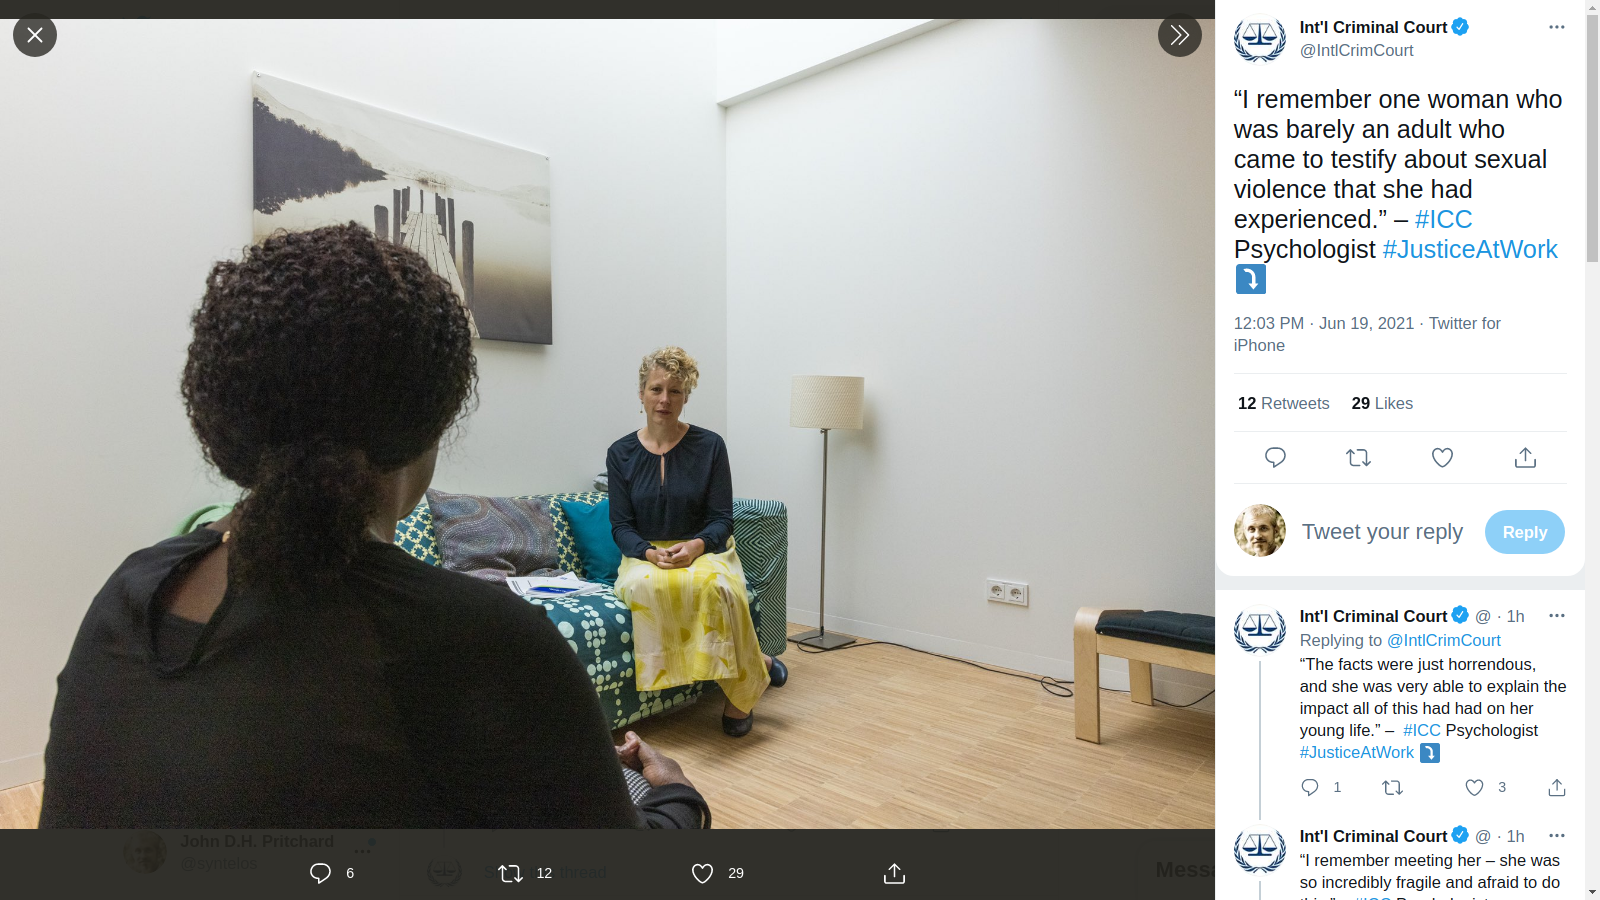 Int'l Criminal Court
@IntlCrimCourt
“I remember one woman who
was barely an adult who
came to testify about sexual
violence that she had
experienced.” – #ICC
Psychologist #JusticeAtWork
12:03 PM · Jun 19, 2021 · Twitter for
iPhone
12 Retweets 29 Likes
Tweet your reply
Reply
Int'l Criminal Court @ · 1h
Replying to @IntlCrimCourt
“The facts were just horrendous,
and she was very able to explain the
impact all of this had had on her
young life.” – #ICC Psychologist
#JusticeAtWork
1 3
Int'l Criminal Court @ · 1h
“I remember meeting her – she was
so incredibly fragile and afraid to do
John D.H. Pritchard
@syntelos
thread
Messa
6 12 29